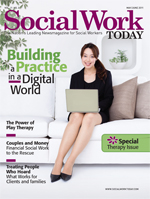 Social Work
TODAY
The Nation's Leading Newsmagazine for Social Workers
Building
a Practice
in a Digital
World
The Power of
Play Therapy
Couples and Money
Financial Social Work
to the Rescue
Treating People
Who Hoard
What Works for
Clients and Families
Special
Therapy Issue
WWW.SOCIALWORKTODAY.COM